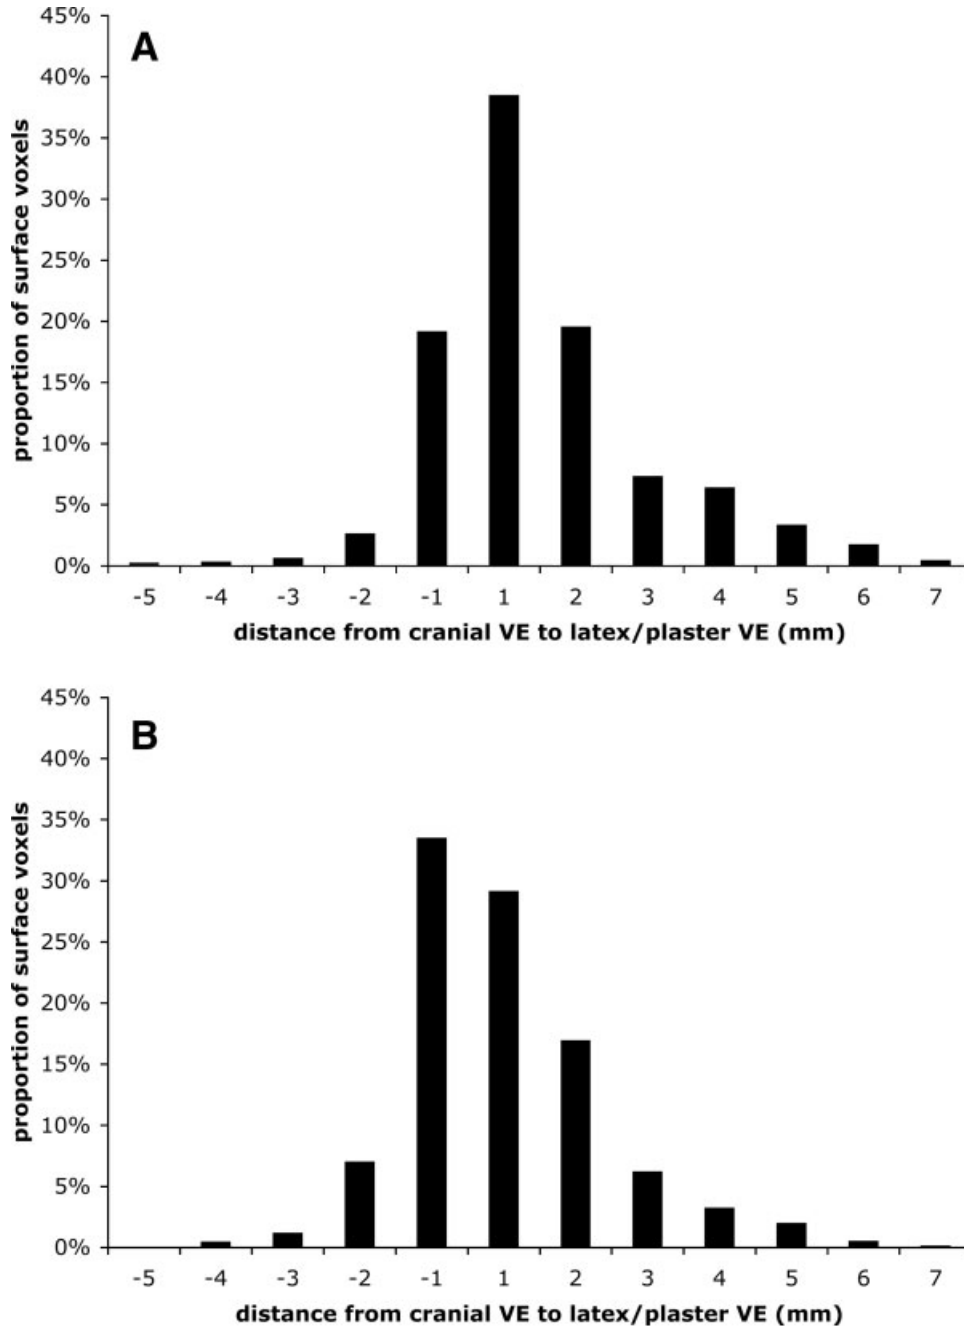 A
proportion of surface voxels
45%
40%
35%
30%
25%
20%
15%
10%
5%
0%
-5 -4 -3 -2 -1 1 2 3 4 5 6 7
distance from cranial VE to latex/plaster VE (mm)
B
proportion of surface voxels
45%
40%
35%
30%
25%
20%
15%
10%
5%
0%
-5 -4 -3 -2 -1 1 2 3 4 5 6 7
distance from cranial VE to latex/plaster VE (mm)